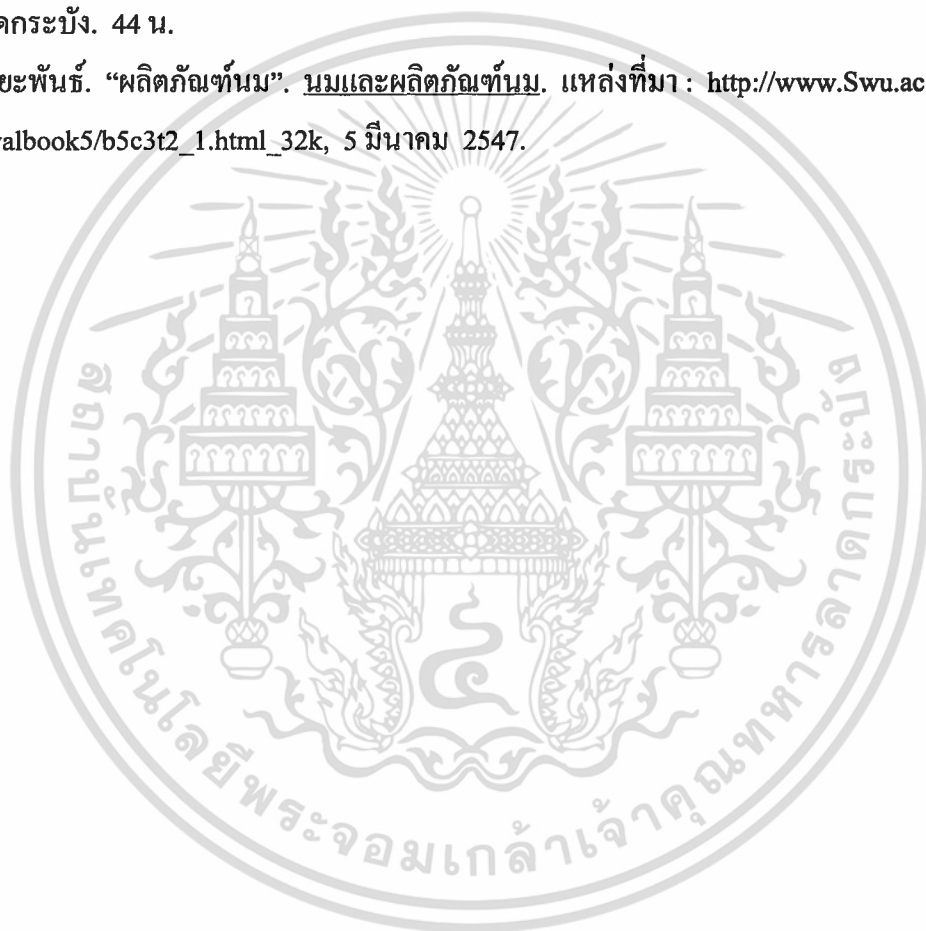 ดกระบัง. 44 น.
ยะพันธ์. “ผลิตภัณฑ์นม”. นมและผลิตภัณฑ์นม. แหล่งที่มา : http://www.Swu.ac
valbook5/b5c3t2_1.html_32k, 5 มีนาคม 2547.
สถาบันเทคโนโลยีพระจอมเกล้าเจ้าคุณทหารลาดกระบัง